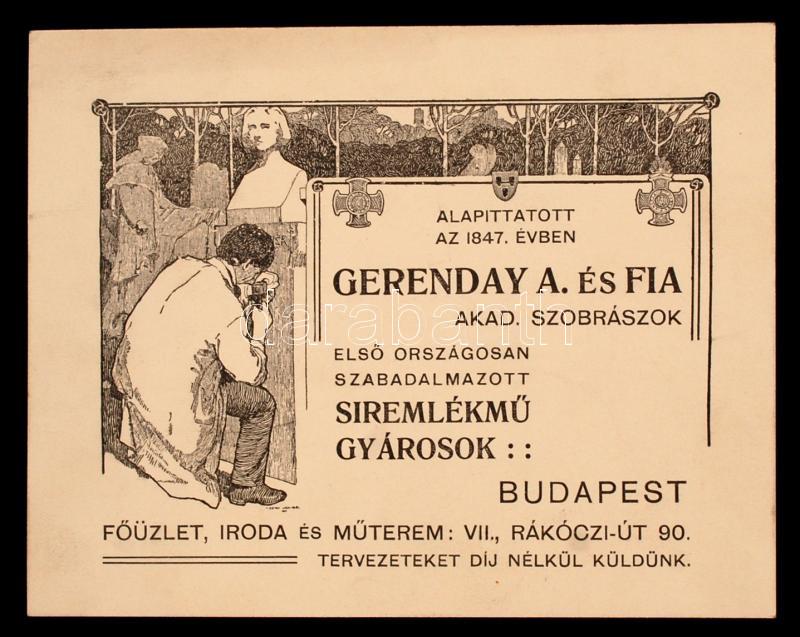 ALAPITTATOTT
AZ 1847. ÉVBEN
GERENDAY A. ÉS FIA
AKAD. SZOBRÁSZOK
ELSŐ ORSZÁGOSAN
SZABADALMAZOTT
SIREMLÉKMŰ
GYÁROSOK : :
BUDAPEST
FŐÜZLET, IRODA ÉS MŰTEREM: VII., RÁKÓCZI-ÚT 90.
TERVEZETEKET DÍJ NÉLKÜL KÜLDÜNK.
darabanth